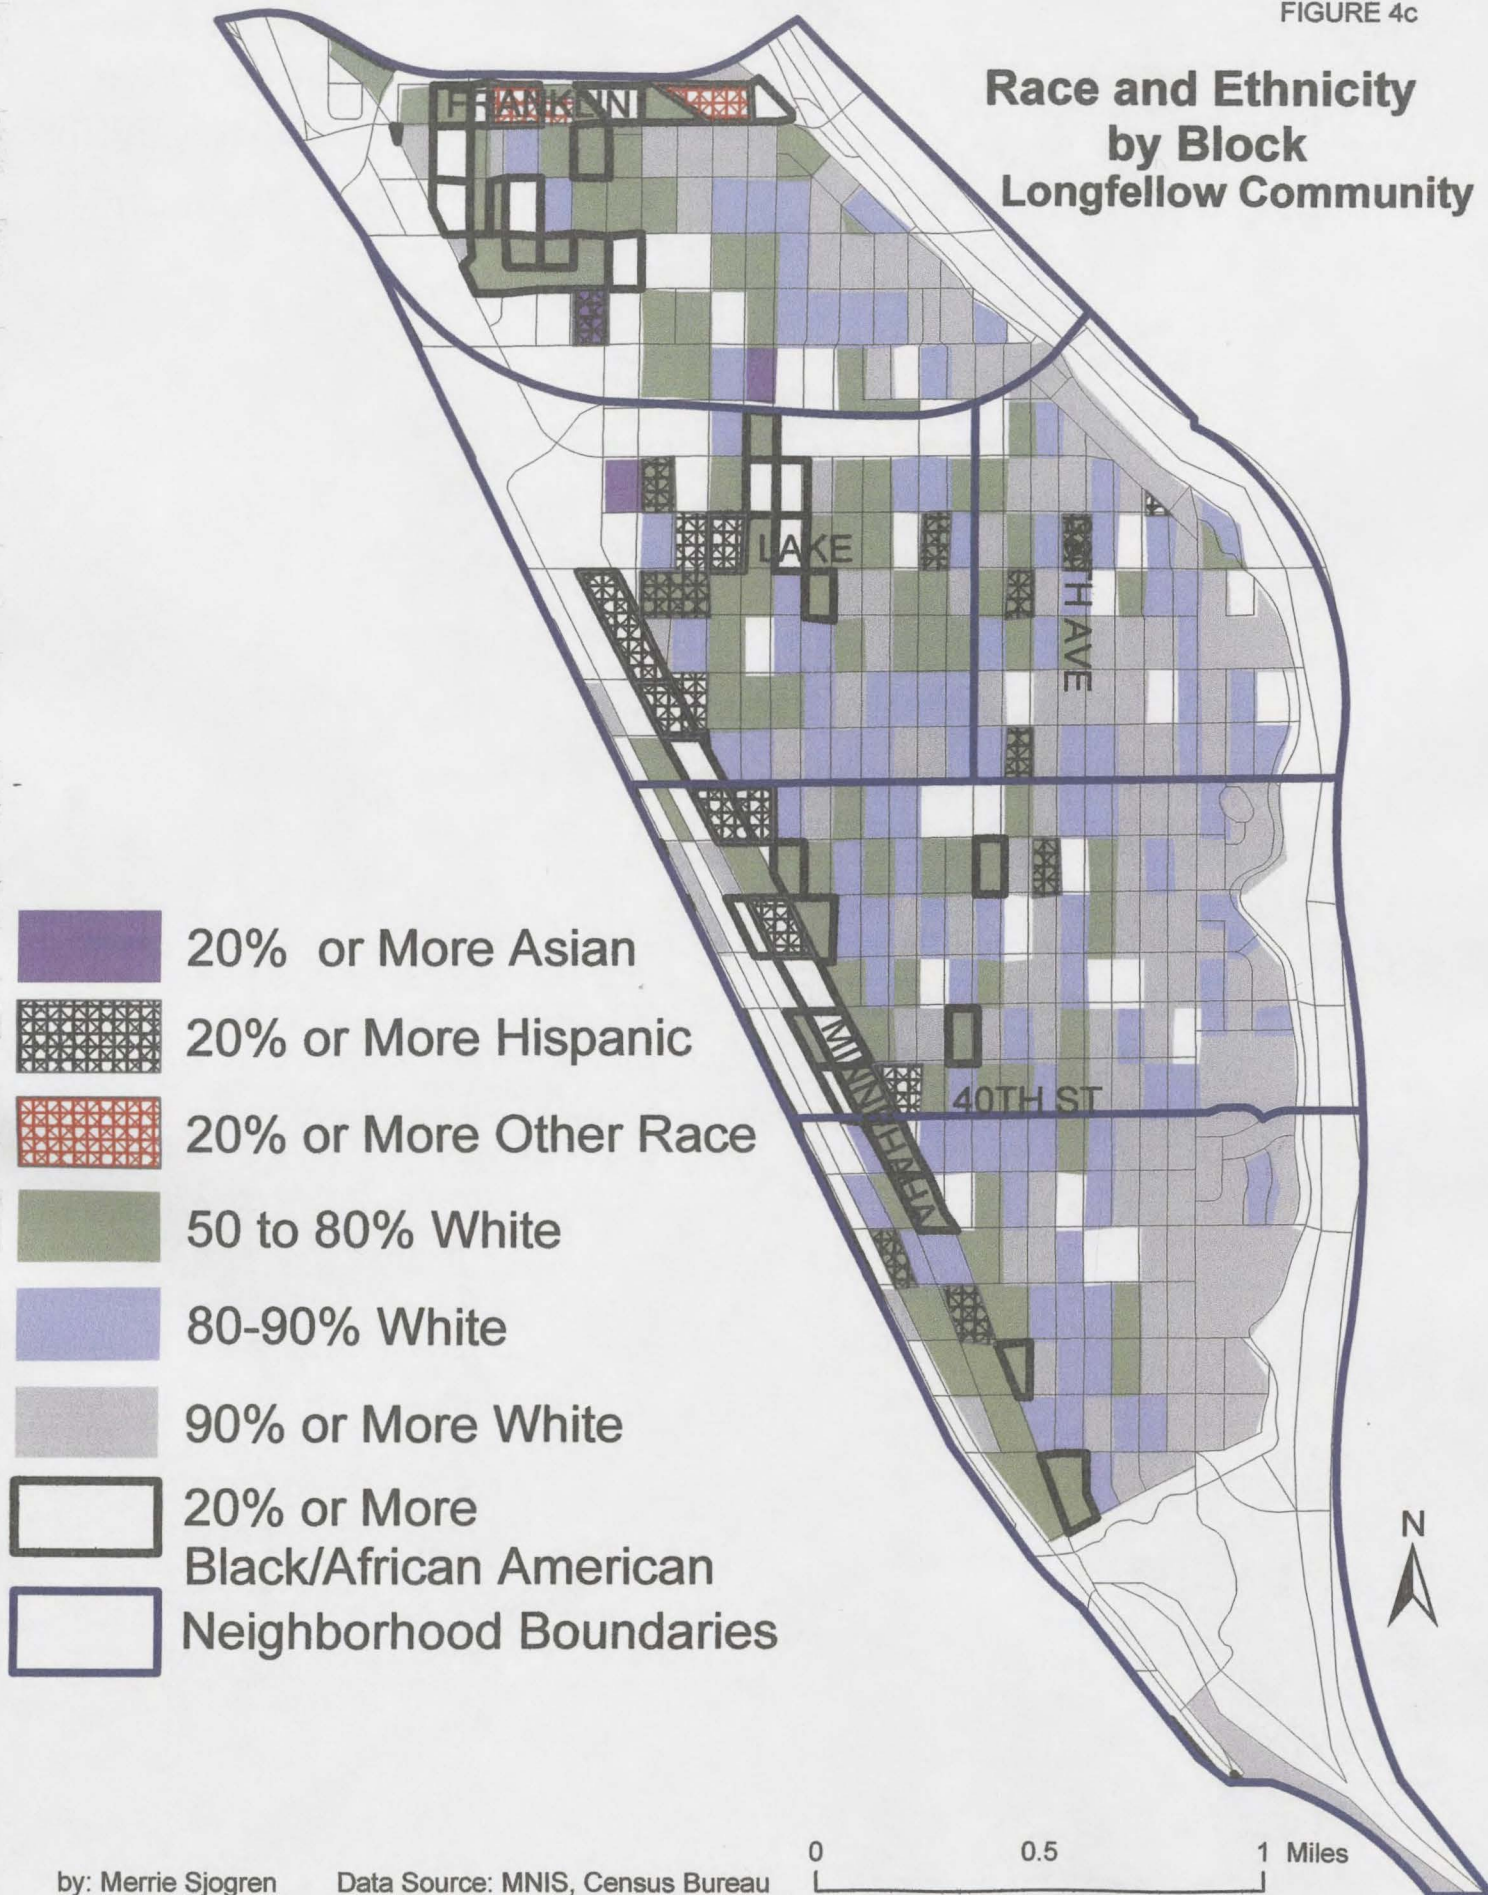 FIGURE 4c
Race and Ethnicity
by Block
Longfellow Community
FRANKLIN
LAKE
AVE
MINNEHAHA
40TH ST
20% or More Asian
20% or More Hispanic
20% or More Other Race
50 to 80% White
80-90% White
90% or More White
20% or More
Black/African American
Neighborhood Boundaries
N
0 0.5 1 Miles
by: Merrie Sjogren Data Source: MNIS, Census Bureau